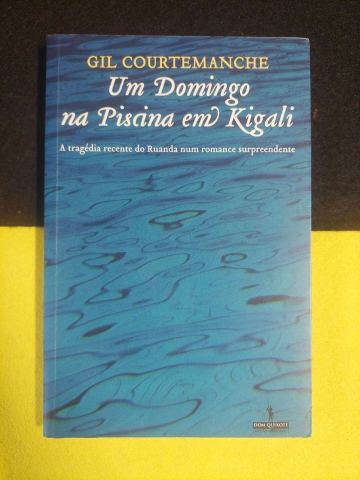 GIL COURTEMANCHE
Um Domingo
na Piscina em Kigali
A tragédia recente do Ruanda num romance surpreendente
DOM QUIXOTE